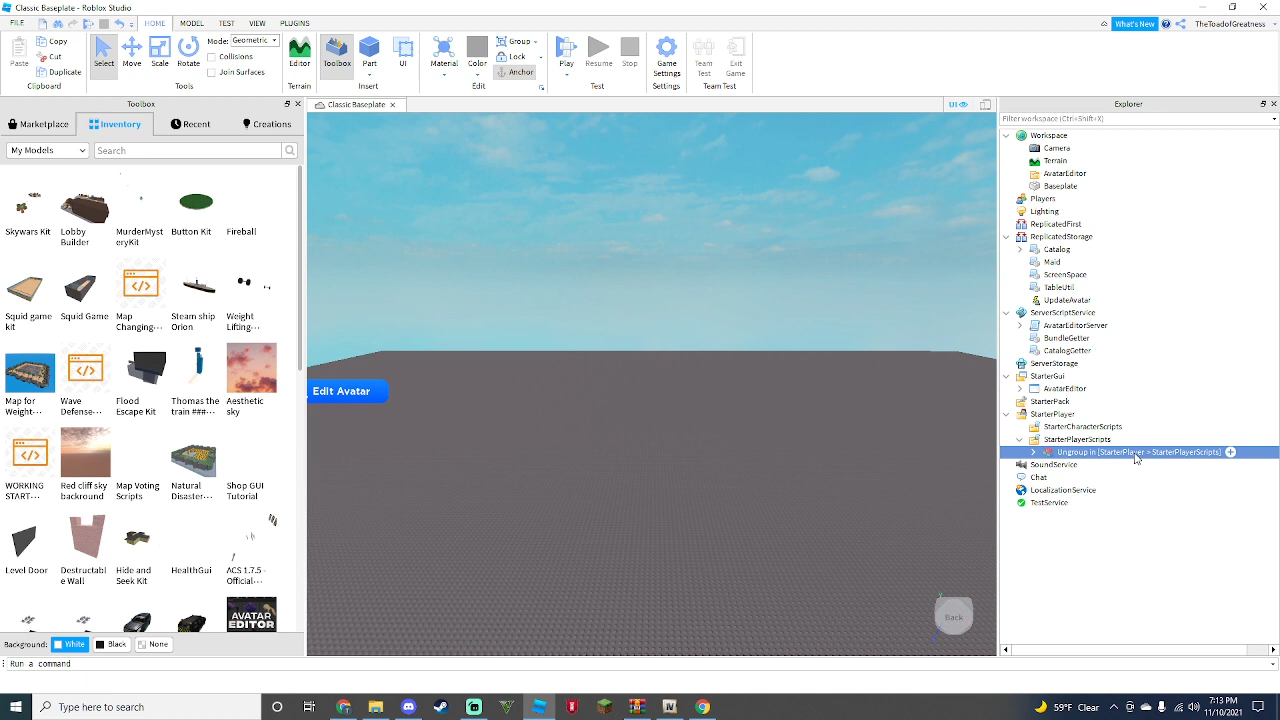 Classic Baseplate - Roblox Studio
FILE HOME MODEL TEST VIEW PLUGINS What's New TheToadofGreatness
Paste Copy Cut Duplicate Clipboard
Select Move Scale Rotate Mode: Geometric Collisions Join Surfaces Tools
Editor Terrain
Toolbox Part UI Insert
Material Color Group Lock Anchor Edit
Play Resume Stop Test
Game Settings Settings
Team Test Exit Game Team Test
Toolbox
Marketplace Inventory Recent Creations
My Models Search
Skywars Kit Lobby Builder MurderMysteryKit Button Kit Fireball
Squid game kit Squid Game Map Changing... Steam ship Orion Weight Lifting...
Map for Weight... Wave Defense... Flood Escape Kit Thomas the train ###... Aesthetic sky
WORKING START... Red cliff sky backround Map Voting Scripts Natural Disaster... Shop GUI Tutorial
Level Door Destructable Wall Hide and Seek Kit HealthGui ACS 1.7.5 - Official...
AVATAR EDITOR
Background: White Black None
ClassicBaseplate UI
Edit Avatar
Back
Explorer
Filter workspace (Ctrl+Shift+X)
Workspace
Camera
Terrain
AvatarEditor
Baseplate
Players
Lighting
ReplicatedFirst
ReplicatedStorage
Catalog
Maid
ScreenSpace
TableUtil
UpdateAvatar
ServerScriptService
AvatarEditorServer
BundleGetter
CatalogGetter
ServerStorage
StarterGui
AvatarEditor
StarterPack
StarterPlayer
StarterCharacterScripts
StarterPlayerScripts
Ungroup in [StarterPlayer > StarterPlayerScripts]
SoundService
Chat
LocalizationService
TestService
Run a command
Type here to search
59°F Clear
7:13 PM
11/10/2021